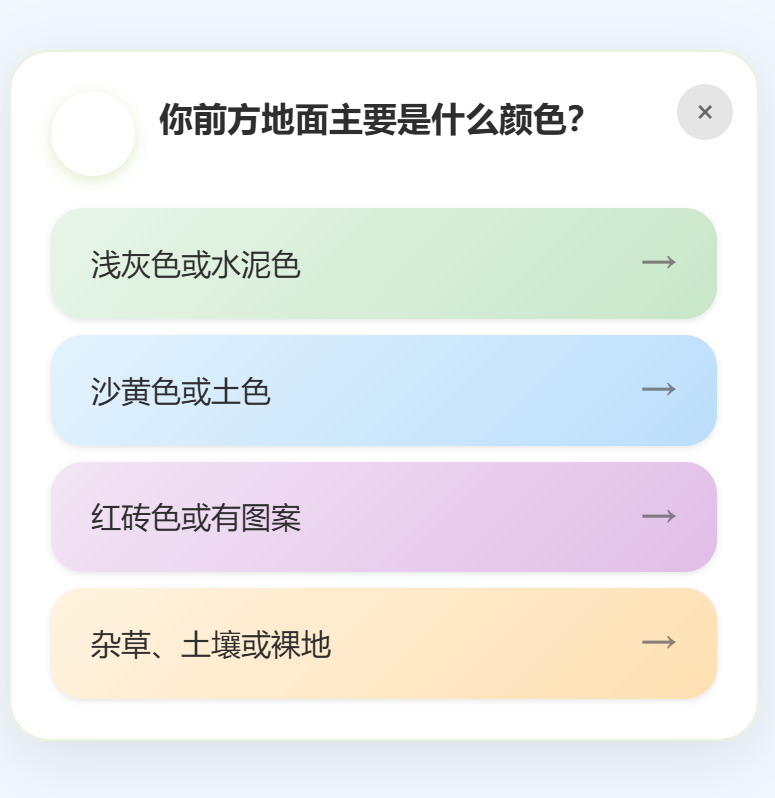 你前方地面主要是什么颜色?
×
浅灰色或水泥色 →
沙黄色或土色 →
红砖色或有图案 →
杂草、土壤或裸地 →